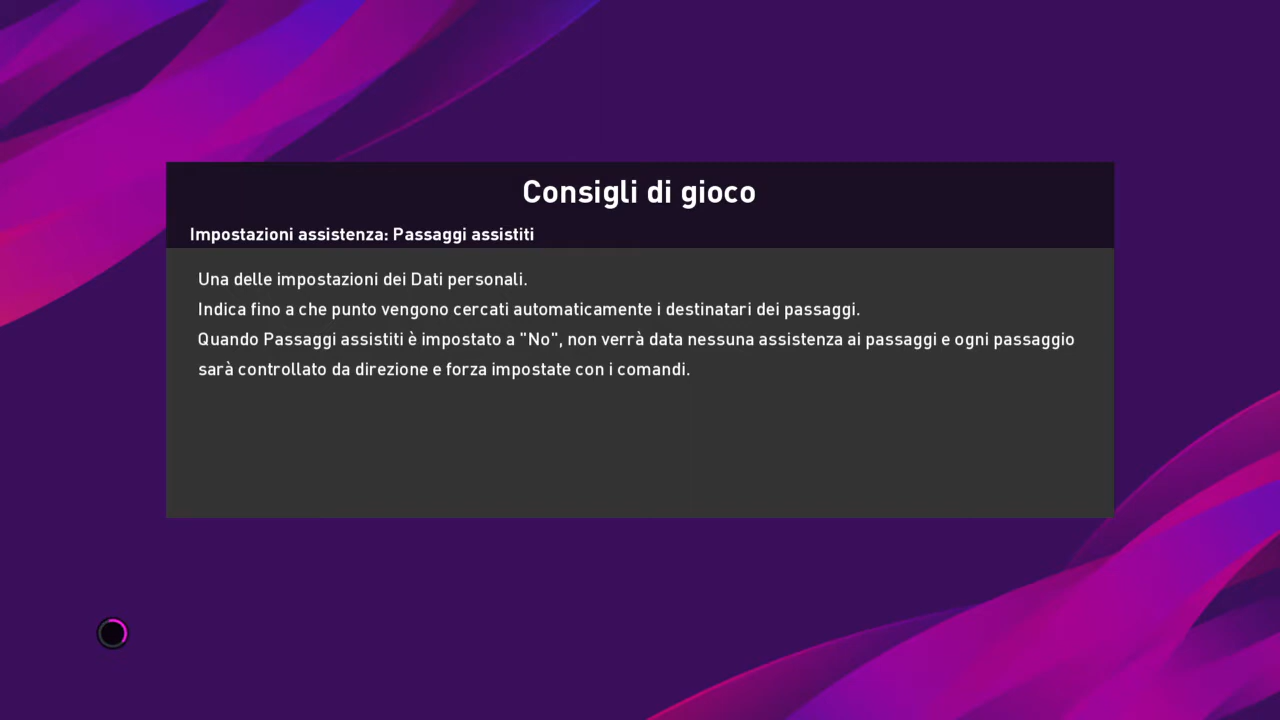 Consigli di gioco
Impostazioni assistenza: Passaggi assistiti
Una delle impostazioni dei Dati personali.
Indica fino a che punto vengono cercati automaticamente i destinatari dei passaggi.
Quando Passaggi assistiti è impostato a "No", non verrà data nessuna assistenza ai passaggi e ogni passaggio
sarà controllato da direzione e forza impostate con i comandi.